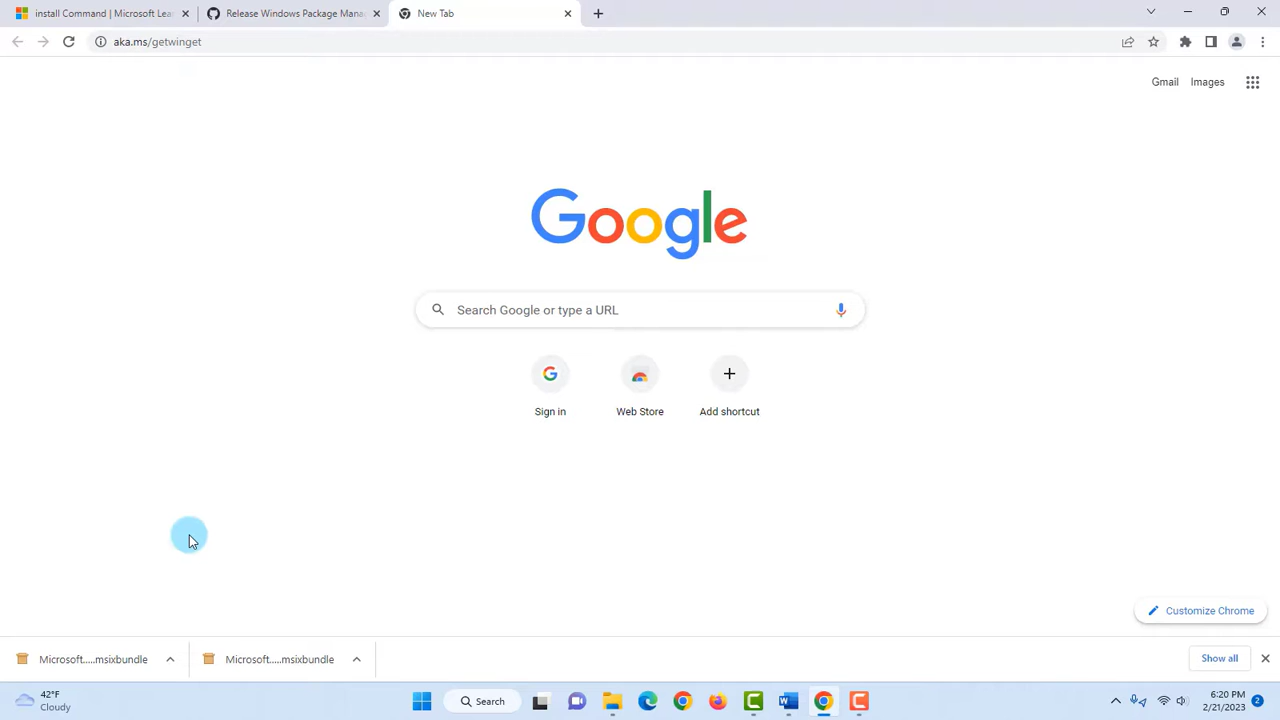 install Command | Microsoft Lea
Release Windows Package Mana
New Tab
aka.ms/getwinget
Gmail
Images
Google
Search Google or type a URL
Sign in
Web Store
Add shortcut
Customize Chrome
Microsoft.....msixbundle
Microsoft.....msixbundle
Show all
42°F
Cloudy
Search
6:20 PM
2/21/2023
2